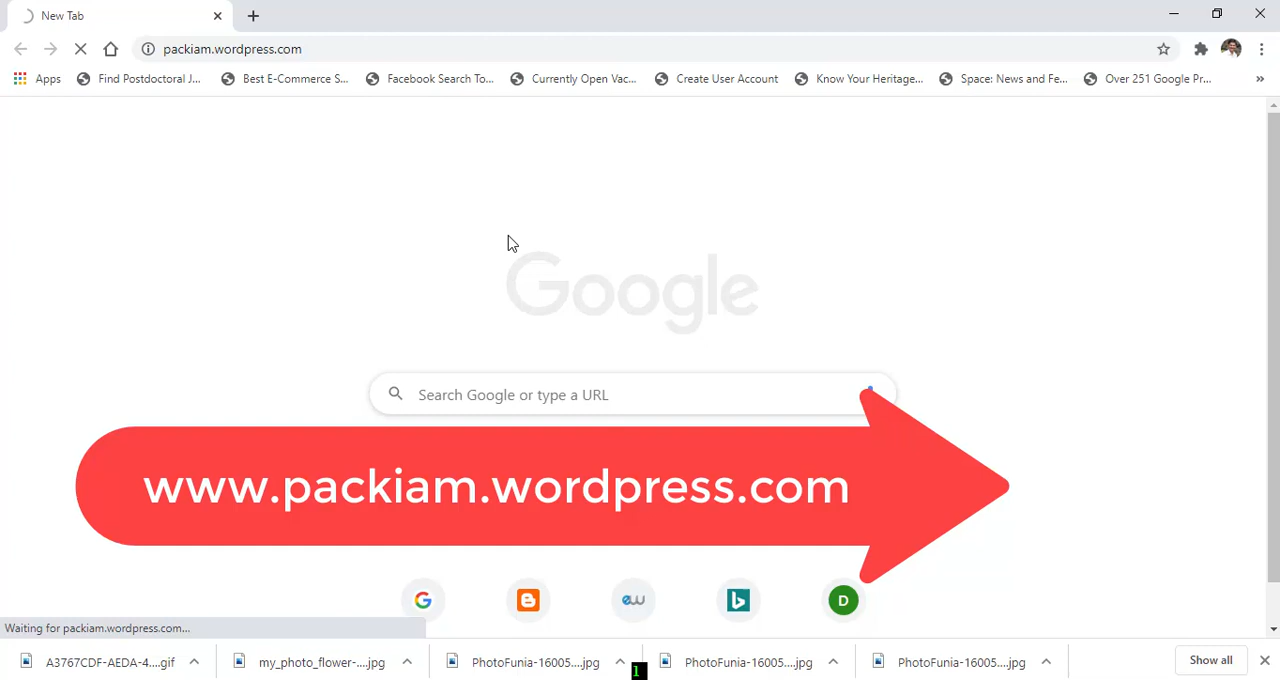 New Tab
packiam.wordpress.com
Apps
Find Postdoctoral J...
Best E-Commerce S...
Facebook Search To...
Currently Open Vac...
Create User Account
Know Your Heritage...
Space: News and Fe...
Over 251 Google Pr...
»
Google
Search Google or type a URL
www.packiam.wordpress.com
G
ew
b
D
Waiting for packiam.wordpress.com...
A3767CDF-AEDA-4....gif
my_photo_flower-....jpg
PhotoFunia-16005....jpg
PhotoFunia-16005....jpg
PhotoFunia-16005....jpg
Show all
1